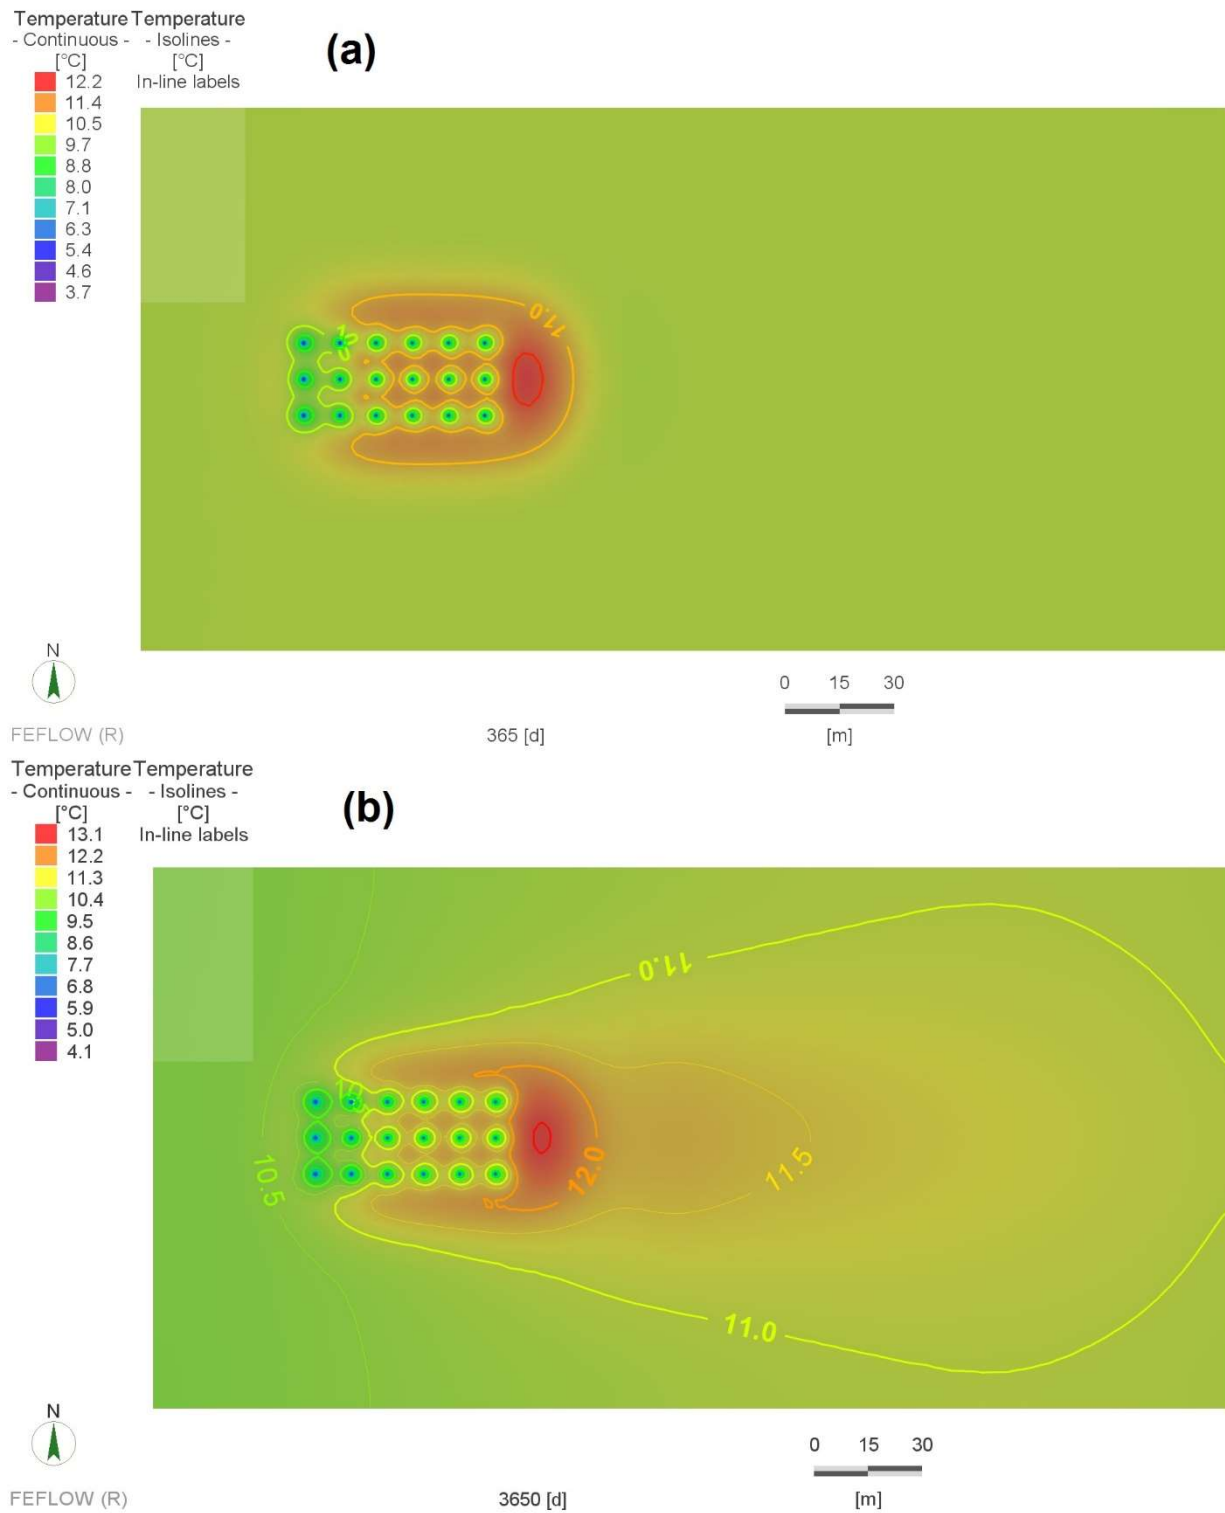 Temperature Temperature
- Continuous - - Isolines -
[°C] [°C]
12.2 In-line labels
11.4
10.5
9.7
8.8
8.0
7.1
6.3
5.4
4.6
3.7
(a)
11.0
N
0 15 30
FEFLOW (R) 365 [d] [m]
Temperature Temperature
- Continuous - - Isolines -
[°C] [°C]
13.1 In-line labels
12.2
11.3
10.4
9.5
8.6
7.7
6.8
5.9
5.0
4.1
(b)
11.0
10.5
12.0
11.5
11.0
N
0 15 30
FEFLOW (R) 3650 [d] [m]